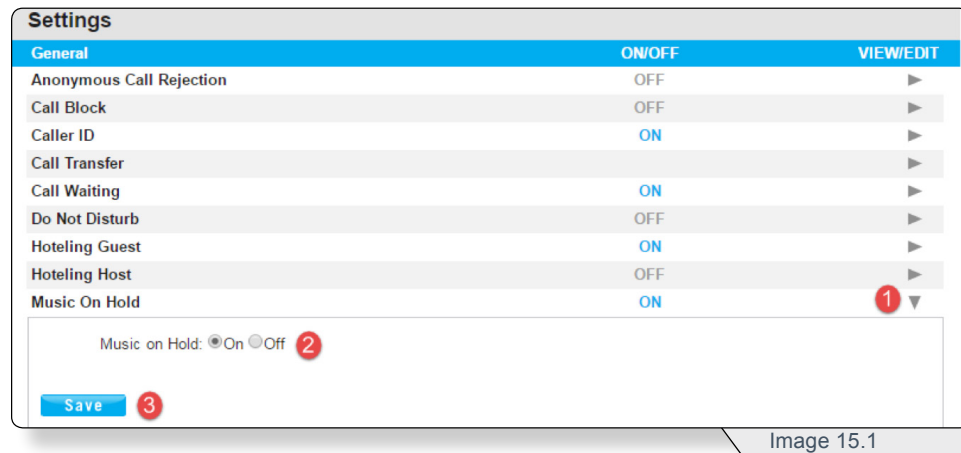 Settings
General ON/OFF VIEW/EDIT
Anonymous Call Rejection OFF
Call Block OFF
Caller ID ON
Call Transfer
Call Waiting ON
Do Not Disturb OFF
Hoteling Guest ON
Hoteling Host OFF
Music On Hold ON 1
Music on Hold: On Off 2
Save 3
Image 15.1